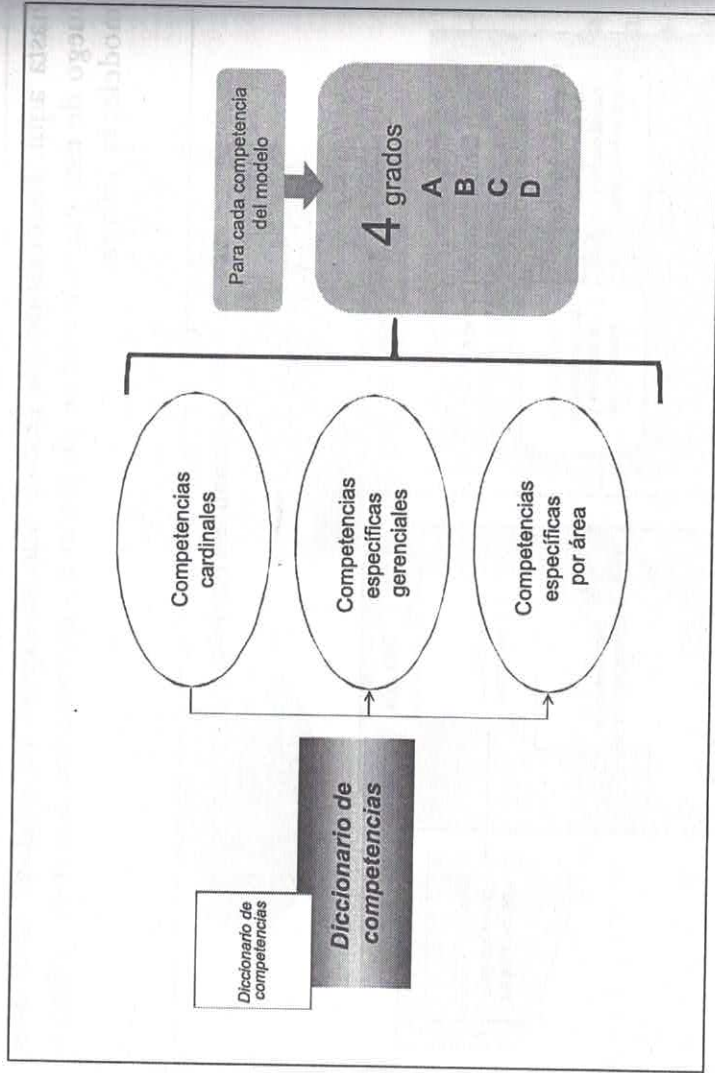 Diccionario de
competencias
Diccionario de
competencias
Competencias
cardinales
Competencias
específicas
gerenciales
Competencias
específicas
por área
Para cada competencia
del modelo
4 grados
A
B
C
D